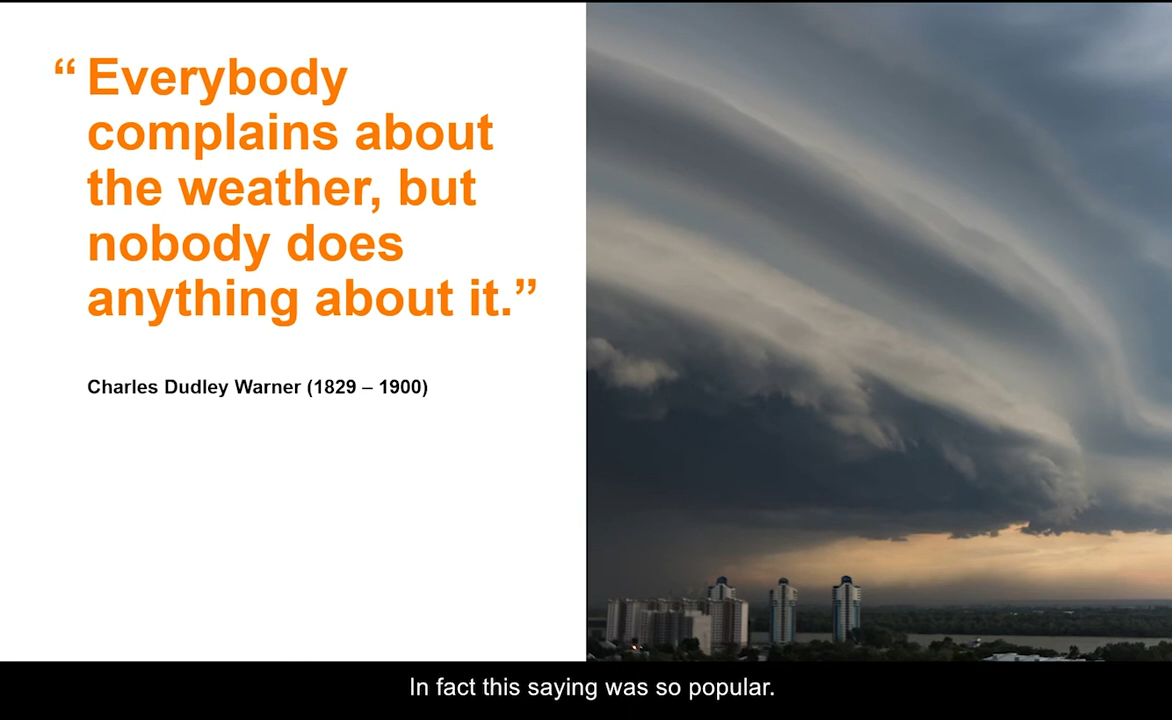 “Everybody
complains about
the weather, but
nobody does
anything about it.”
Charles Dudley Warner (1829 – 1900)
In fact this saying was so popular.